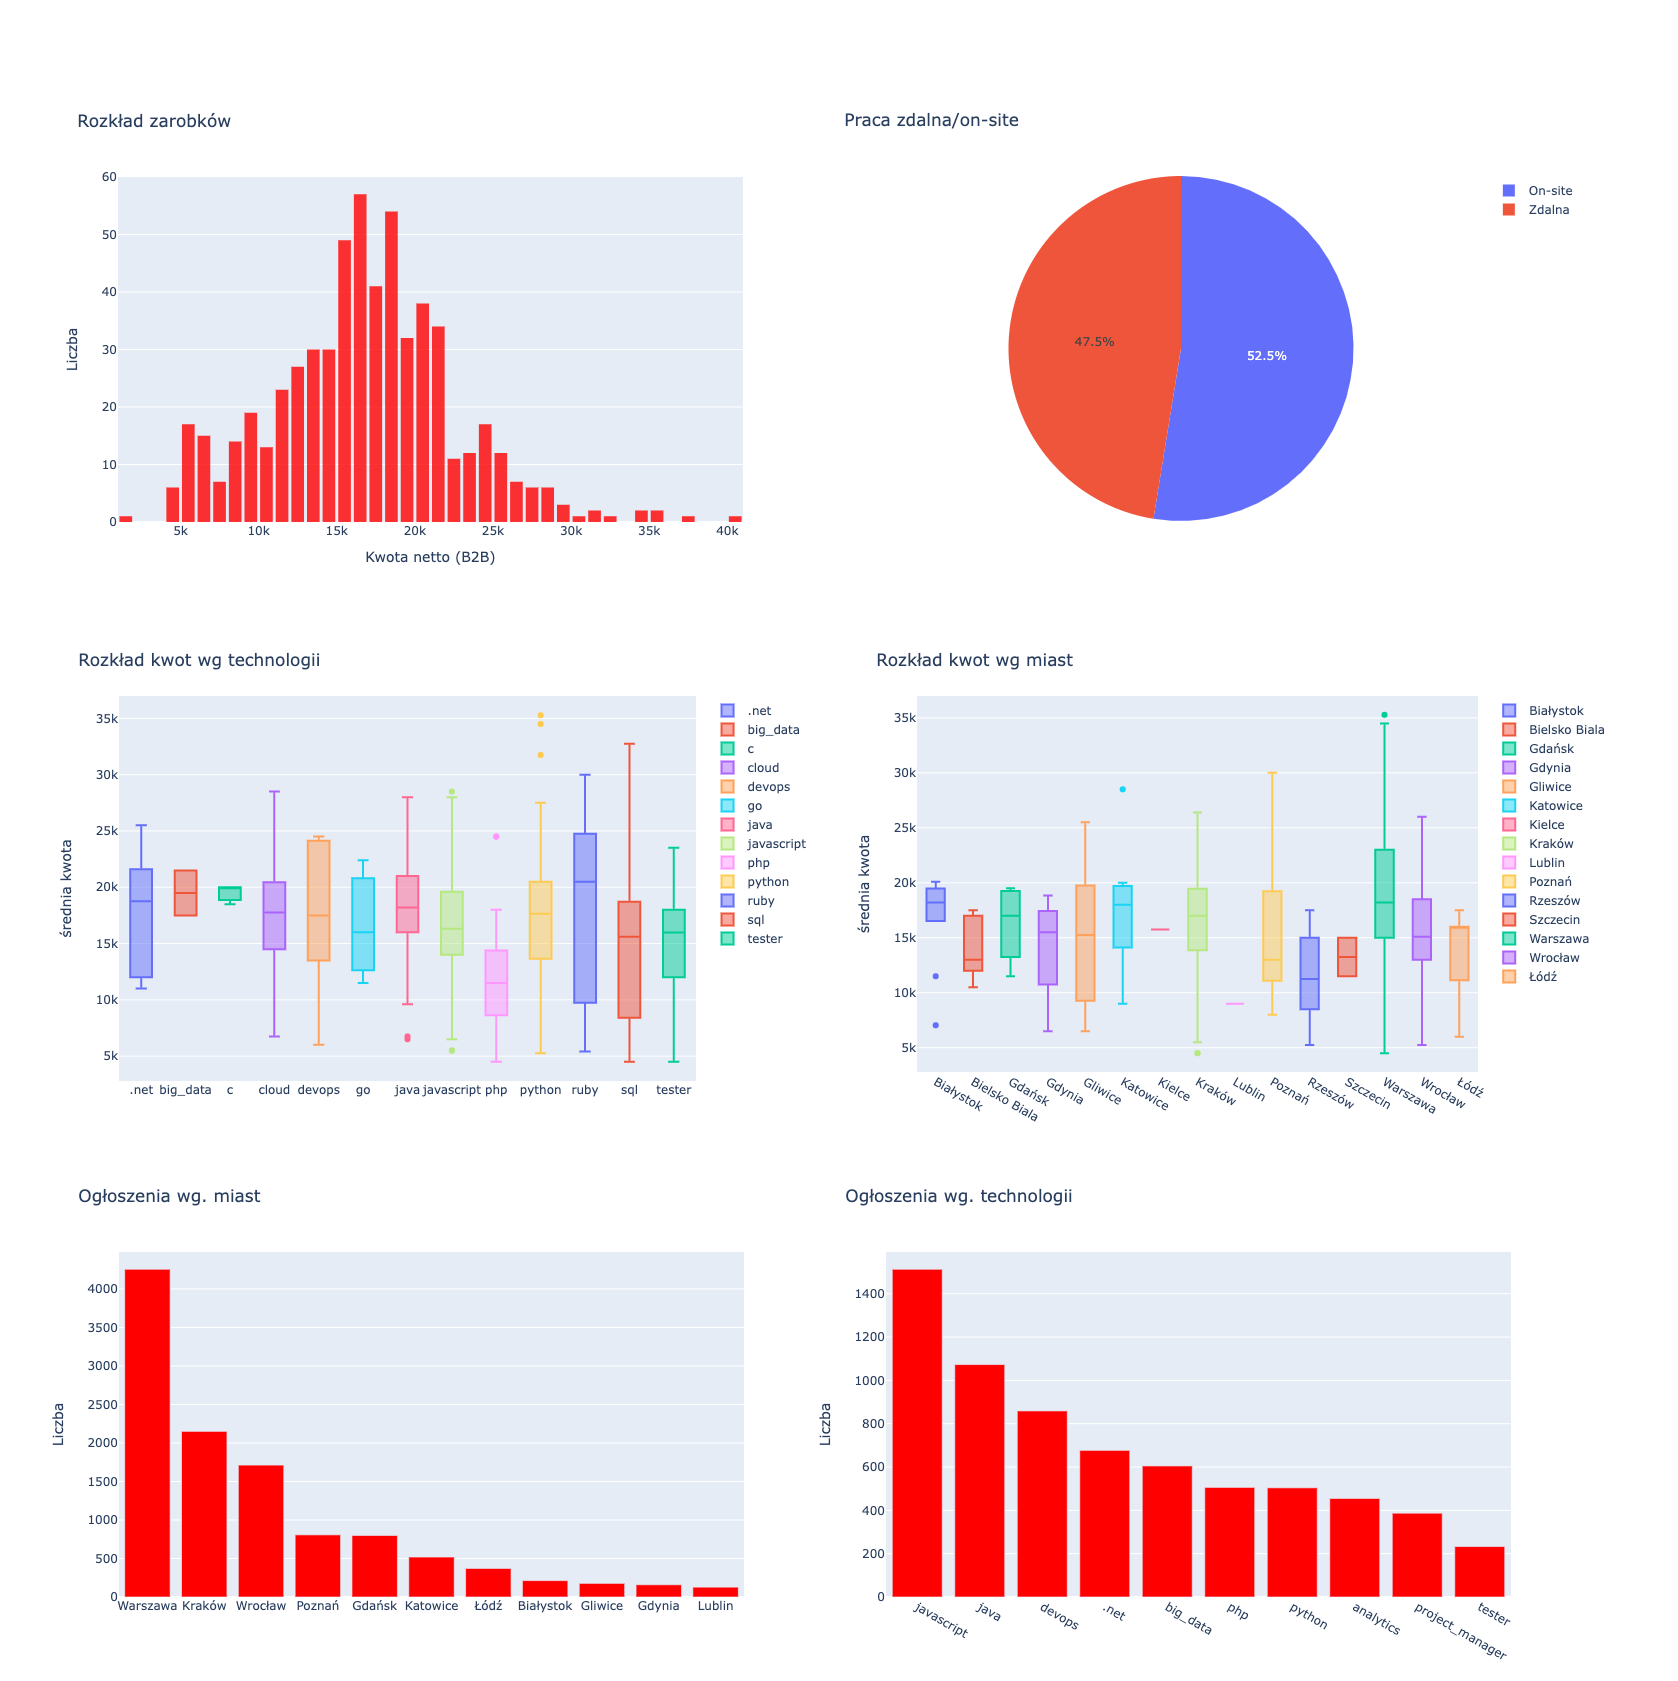 Rozkład zarobków
60
50
40
30
20
10
0
Liczba
5k 10k 15k 20k 25k 30k 35k 40k
Kwota netto (B2B)
Praca zdalna/on-site
47.5%
52.5%
On-site
Zdalna
Rozkład kwot wg technologii
35k
30k
25k
20k
15k
10k
5k
średnia kwota
.net big_data c cloud devops go java javascript php python ruby sql tester
.net
big_data
c
cloud
devops
go
java
javascript
php
python
ruby
sql
tester
Rozkład kwot wg miast
35k
30k
25k
20k
15k
10k
5k
średnia kwota
Białystok Bielsko Biala Gdańsk Gdynia Gliwice Katowice Kielce Kraków Lublin Poznań Rzeszów Szczecin Warszawa Wrocław Łódź
Białystok
Bielsko Biala
Gdańsk
Gdynia
Gliwice
Katowice
Kielce
Kraków
Lublin
Poznań
Rzeszów
Szczecin
Warszawa
Wrocław
Łódź
Ogłoszenia wg. miast
4000
3500
3000
2500
2000
1500
1000
500
0
Liczba
Warszawa Kraków Wrocław Poznań Gdańsk Katowice Łódź Białystok Gliwice Gdynia Lublin
Ogłoszenia wg. technologii
1400
1200
1000
800
600
400
200
0
Liczba
javascript java devops .net big_data php python analytics project_manager tester